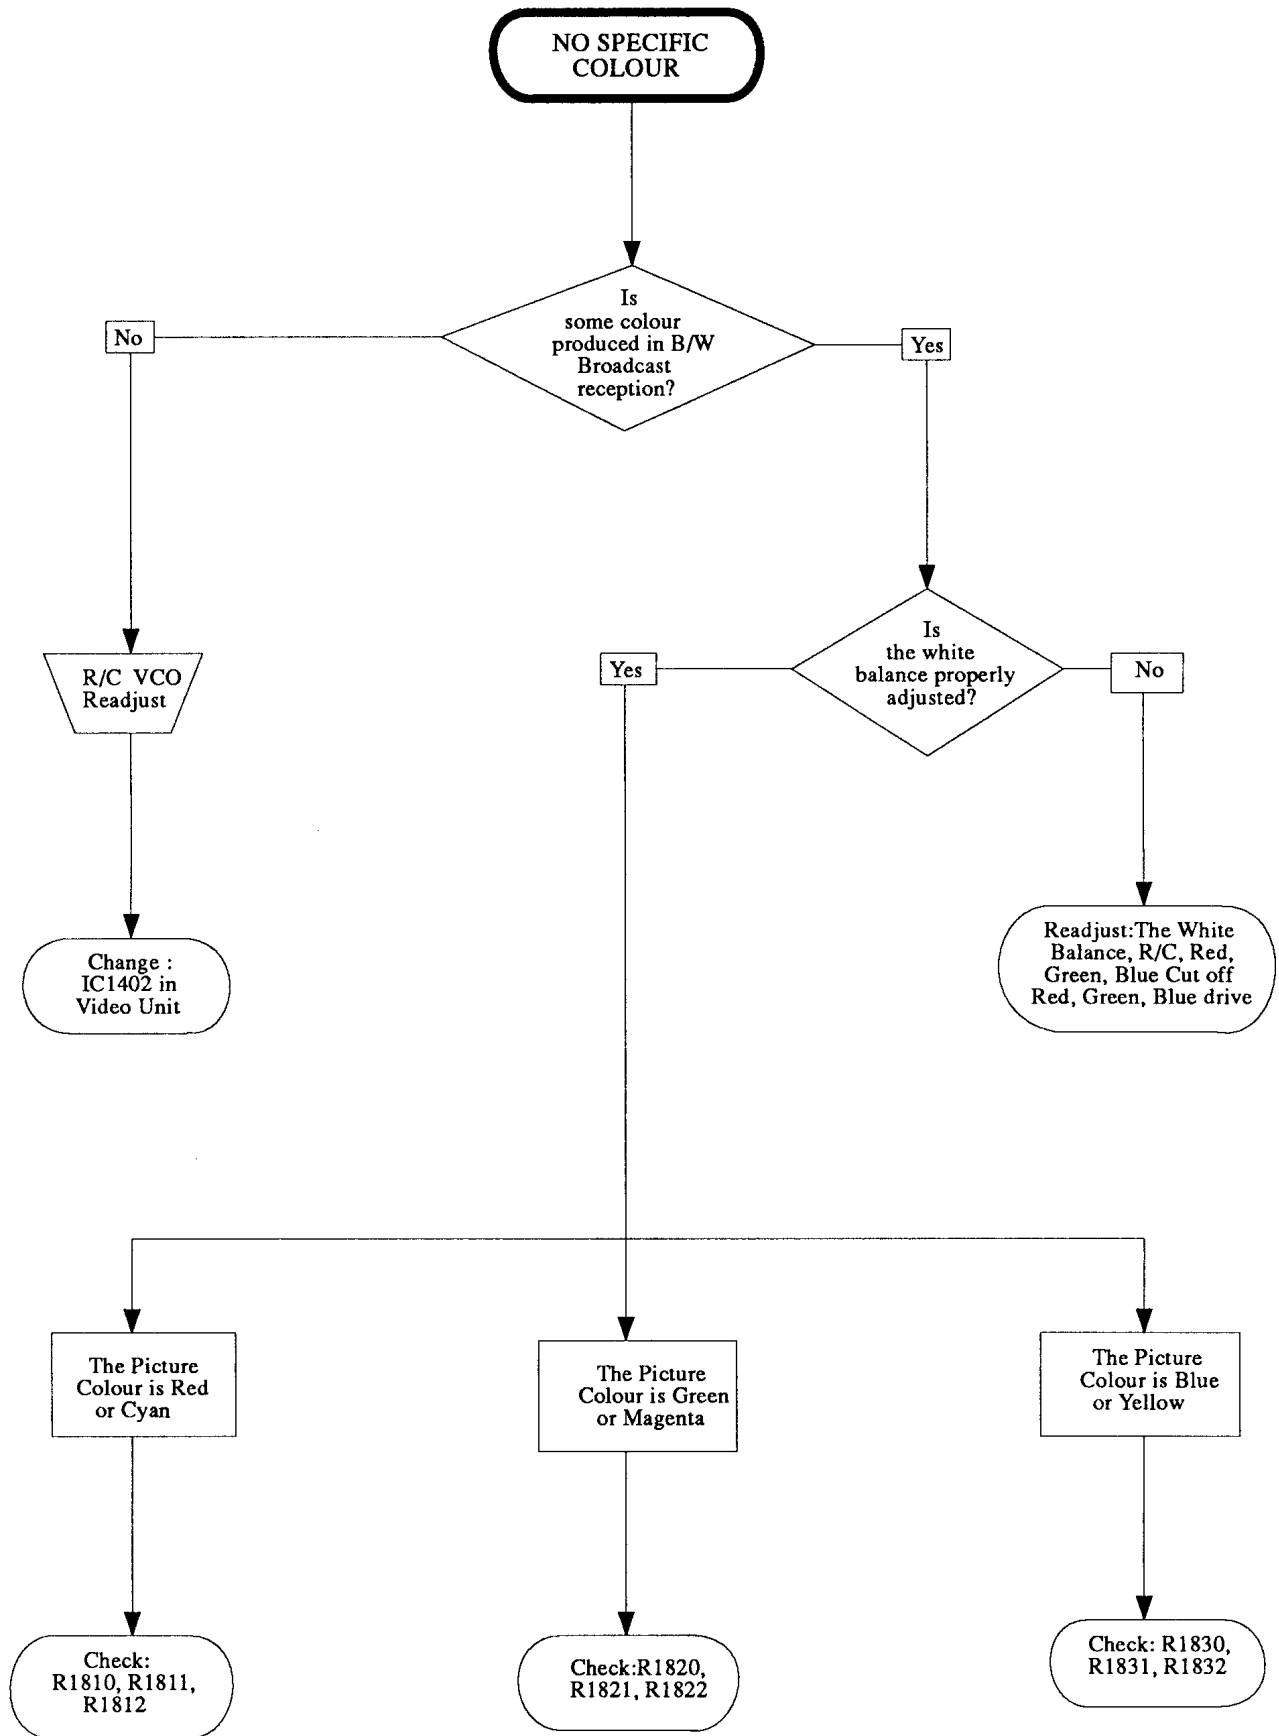 NO SPECIFIC
COLOUR
Is
some colour
produced in B/W
Broadcast
reception?
No
Yes
R/C VCO
Readjust
Is
the white
balance properly
adjusted?
Yes
No
Change :
IC1402 in
Video Unit
Readjust:The White
Balance, R/C, Red,
Green, Blue Cut off
Red, Green, Blue drive
The Picture
Colour is Red
or Cyan
The Picture
Colour is Green
or Magenta
The Picture
Colour is Blue
or Yellow
Check:
R1810, R1811,
R1812
Check:R1820,
R1821, R1822
Check: R1830,
R1831, R1832